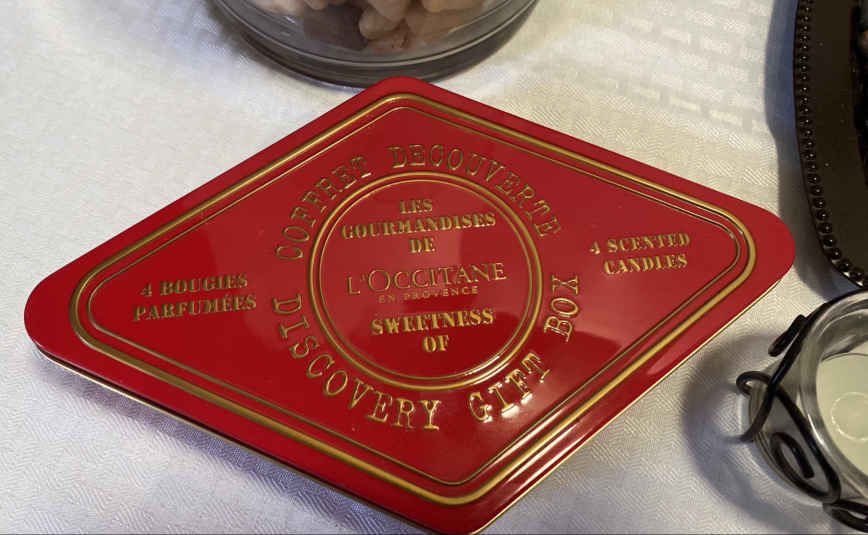 COFFRET DECOUVERTE
LES
GOURMANDISES
DE
L'OCCITANE
EN PROVENCE
SWEETNESS
OF
4 BOUGIES
PARFUMÉES
4 SCENTED
CANDLES
DISCOVERY GIFT BOX